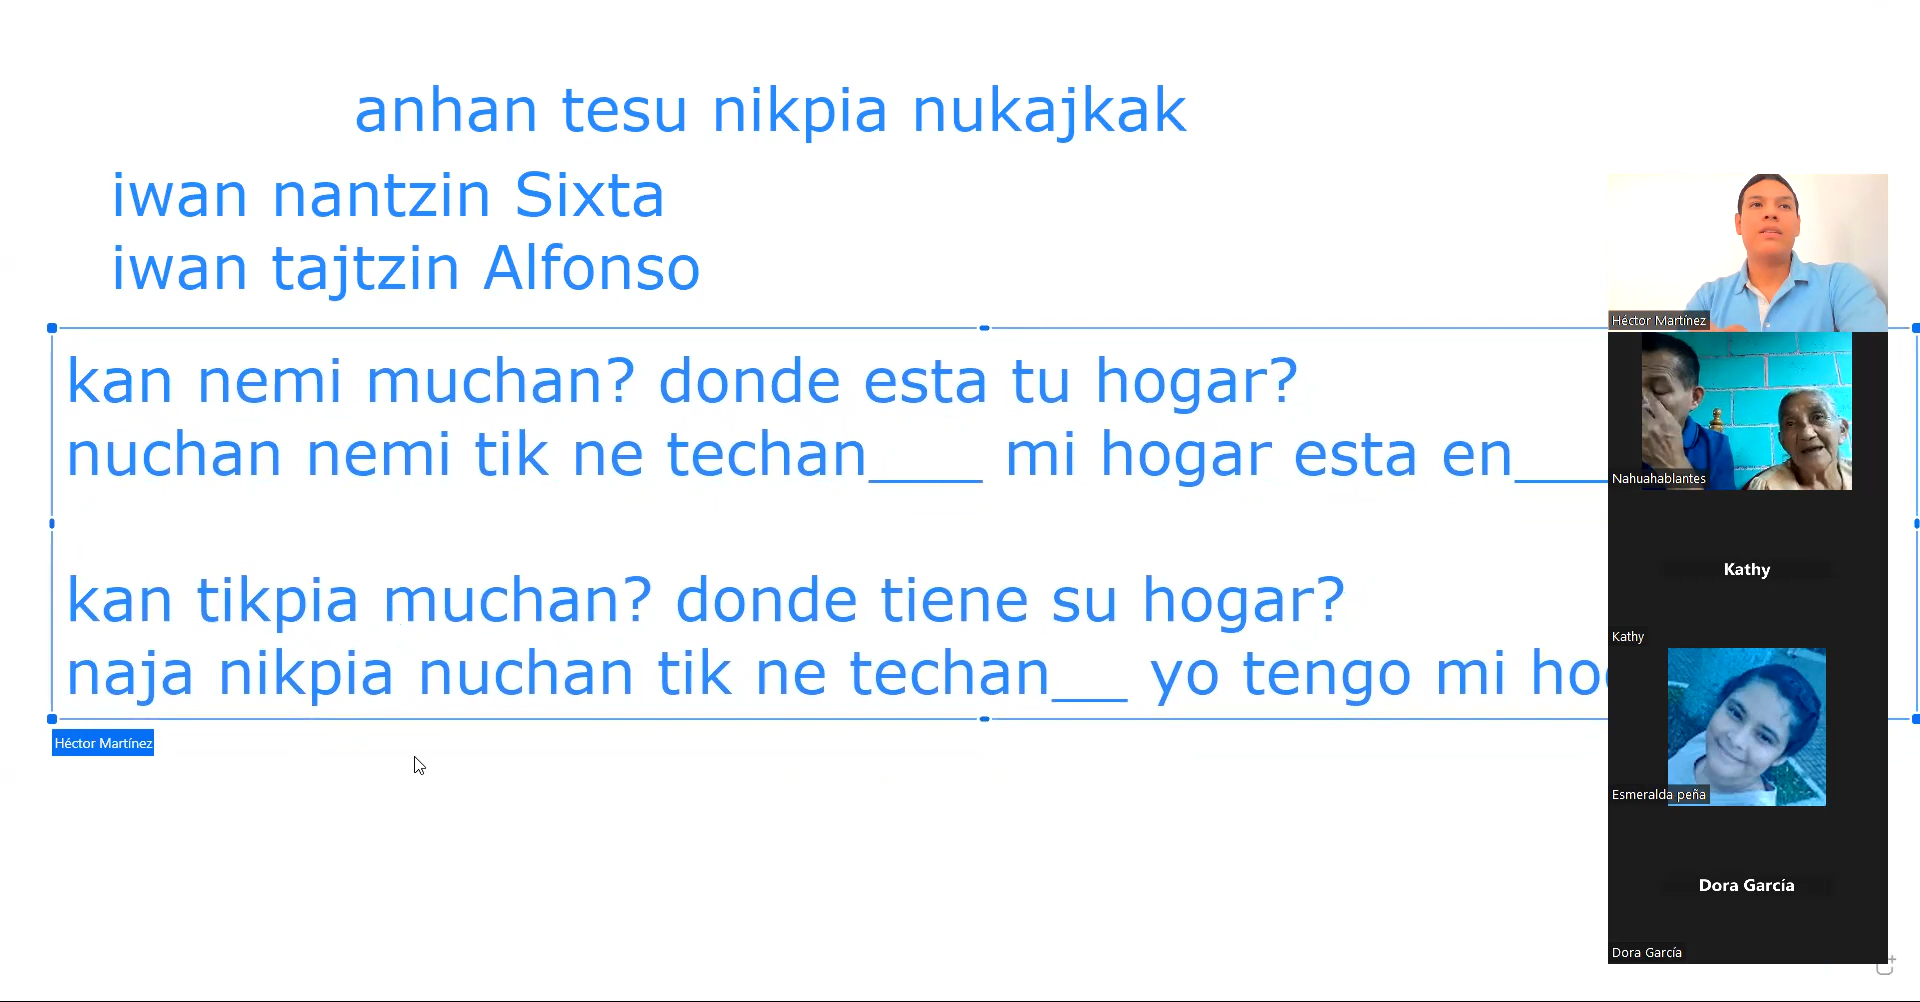 anhan tesu nikpia nukajkak
iwan nantzin Sixta
iwan tajtzin Alfonso
kan nemi muchan? donde esta tu hogar?
nuchan nemi tik ne techan____ mi hogar esta en____
kan tikpia muchan? donde tiene su hogar?
naja nikpia nuchan tik ne techan__ yo tengo mi
Héctor Martínez
Héctor Martínez
Nahuahablantes
Kathy
Kathy
Esmeralda peña
Dora García
Dora García